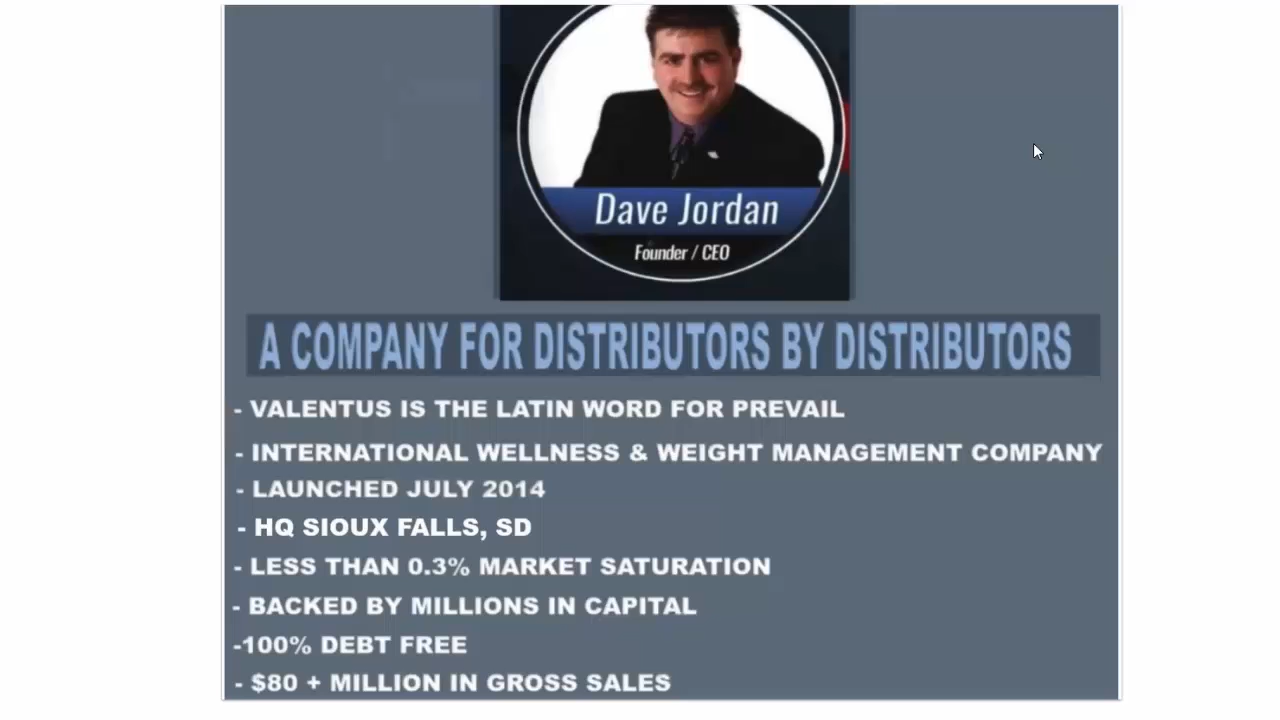 Dave Jordan
Founder / CEO
A COMPANY FOR DISTRIBUTORS BY DISTRIBUTORS
- VALENTUS IS THE LATIN WORD FOR PREVAIL
- INTERNATIONAL WELLNESS & WEIGHT MANAGEMENT COMPANY
- LAUNCHED JULY 2014
- HQ SIOUX FALLS, SD
- LESS THAN 0.3% MARKET SATURATION
- BACKED BY MILLIONS IN CAPITAL
-100% DEBT FREE
- $80 + MILLION IN GROSS SALES